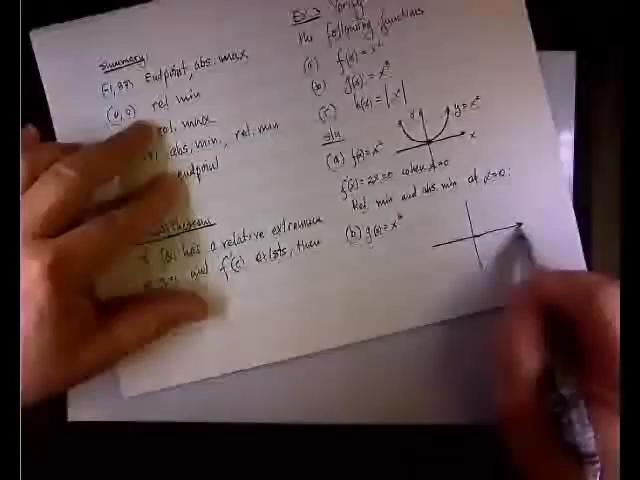 Summary:
Endpoint, abs. max
(0, 0) rel min
rel. max
abs. min., rel. min
endpoint
f(x) has a relative extremum
and f'(c) exists, then
Ex. 3 Verify
the following functions
(a) f(x) = x²
(b) g(x) = x³
(c) h(x) = |x|
Sln.
(a) f(x) = x²
f'(x) = 2x = 0 when x = 0
Rel min and abs. min at x = 0.
y
y = x²
x
(b) g(x) = x³